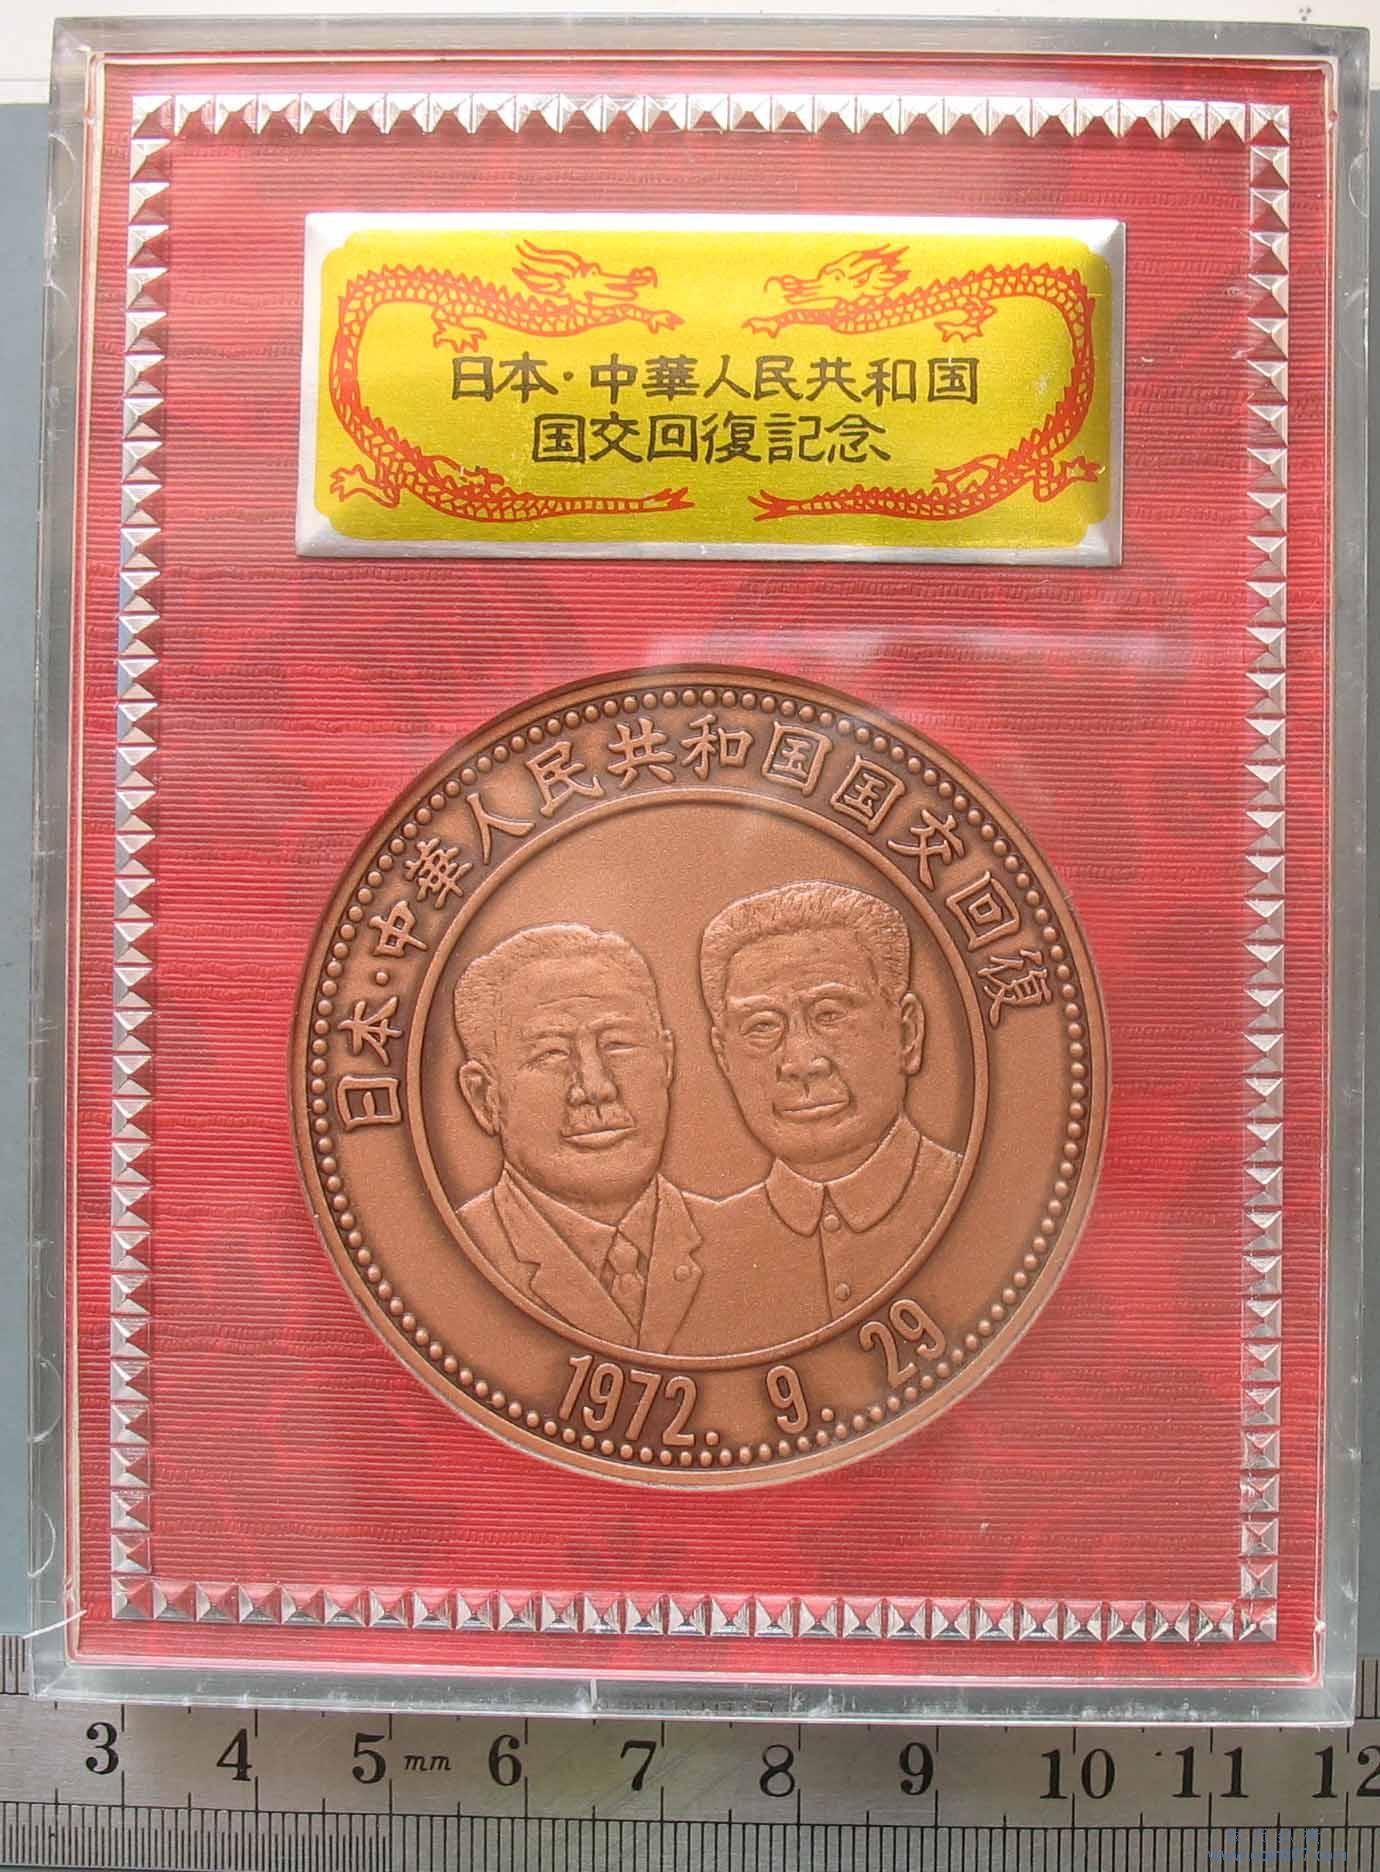 日本·中華人民共和国
国交回復記念
日本·中華人民共和国国交回復
1972. 9. 29
3 4 5 mm 6 7 8 9 10 11 12